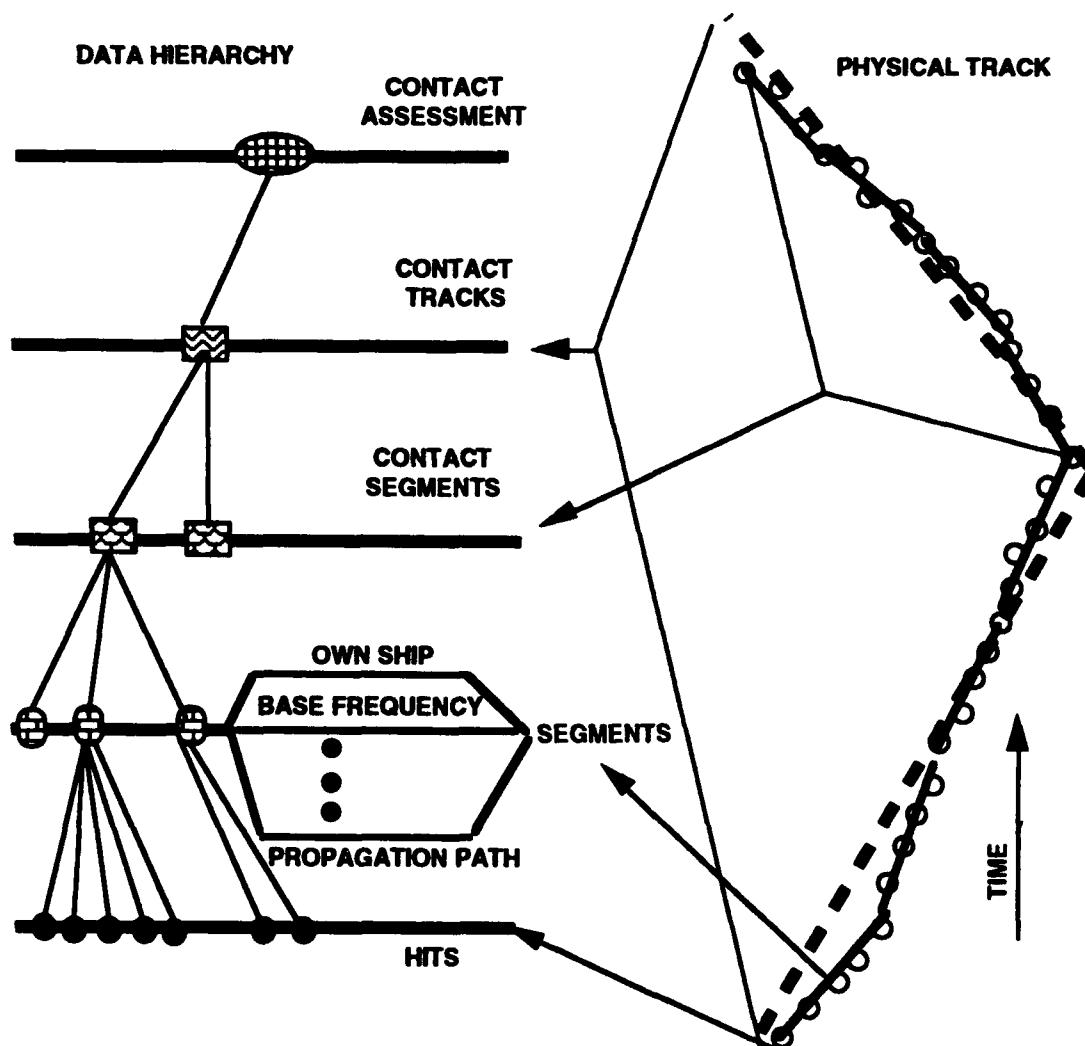 DATA HIERARCHY
PHYSICAL TRACK
CONTACT
ASSESSMENT
CONTACT
TRACKS
CONTACT
SEGMENTS
OWN SHIP
BASE FREQUENCY
SEGMENTS
PROPAGATION PATH
HITS
TIME